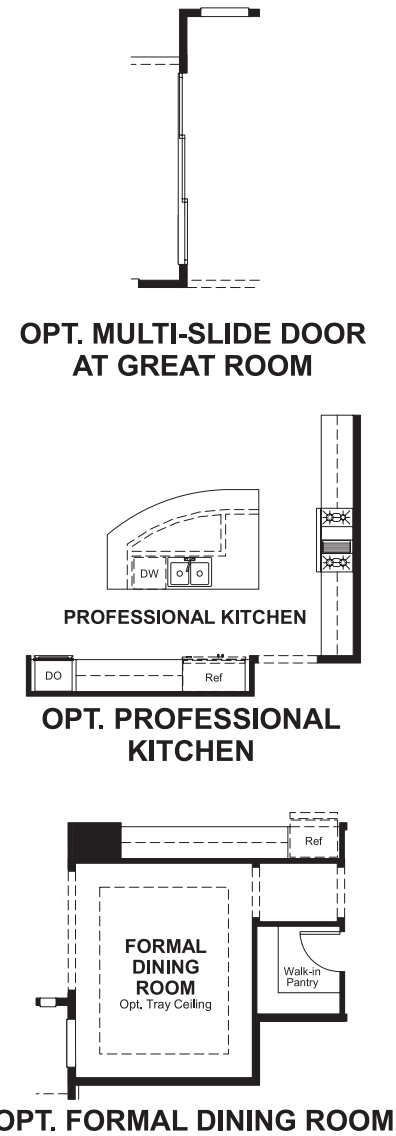 OPT. MULTI-SLIDE DOOR
AT GREAT ROOM
DW
PROFESSIONAL KITCHEN
DO
Ref
OPT. PROFESSIONAL
KITCHEN
Ref
FORMAL
DINING
ROOM
Opt. Tray Ceiling
Walk-in
Pantry
OPT. FORMAL DINING ROOM